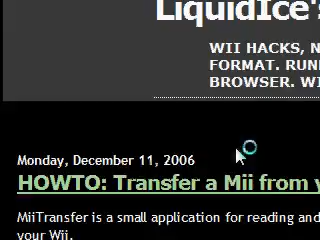 LiquidIce's
WII HACKS, N
FORMAT. RUN
BROWSER. WI
Monday, December 11, 2006
HOWTO: Transfer a Mii from y
MiiTransfer is a small application for reading and
your Wii.